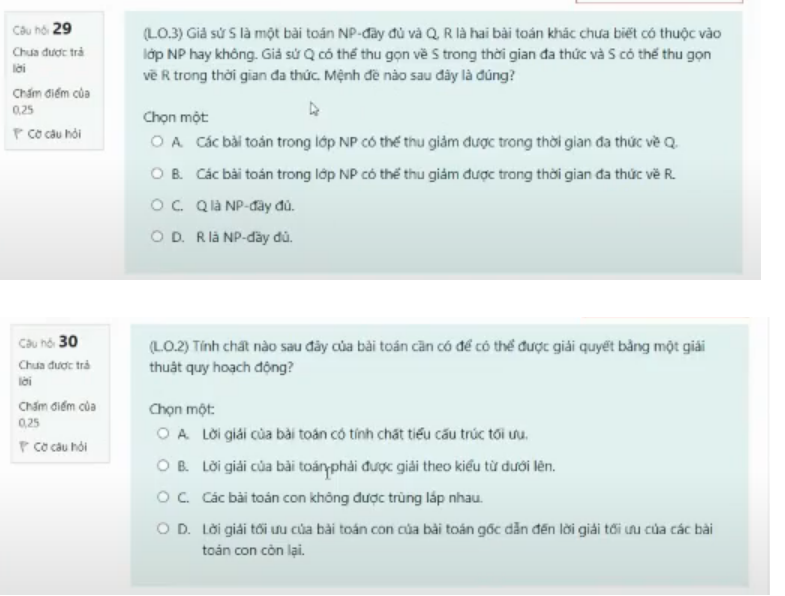 Câu hỏi 29
Chưa được trả
lời
Chấm điểm của
0,25
Cờ câu hỏi
(L.O.3) Giả sử S là một bài toán NP-đầy đủ và Q, R là hai bài toán khác chưa biết có thuộc vào
lớp NP hay không. Giả sử Q có thể thu gọn về S trong thời gian đa thức và S có thể thu gọn
về R trong thời gian đa thức. Mệnh đề nào sau đây là đúng?
Chọn một:
A. Các bài toán trong lớp NP có thể thu giảm được trong thời gian đa thức về Q.
B. Các bài toán trong lớp NP có thể thu giảm được trong thời gian đa thức về R.
C. Q là NP-đầy đủ.
D. R là NP-đầy đủ.
Câu hỏi 30
Chưa được trả
lời
Chấm điểm của
0,25
Cờ câu hỏi
(L.O.2) Tính chất nào sau đây của bài toán cần có để có thể được giải quyết bằng một giải
thuật quy hoạch động?
Chọn một:
A. Lời giải của bài toán có tính chất tiểu cấu trúc tối ưu.
B. Lời giải của bài toán phải được giải theo kiểu từ dưới lên.
C. Các bài toán con không được trùng lắp nhau.
D. Lời giải tối ưu của bài toán con của bài toán gốc dẫn đến lời giải tối ưu của các bài
toán con còn lại.